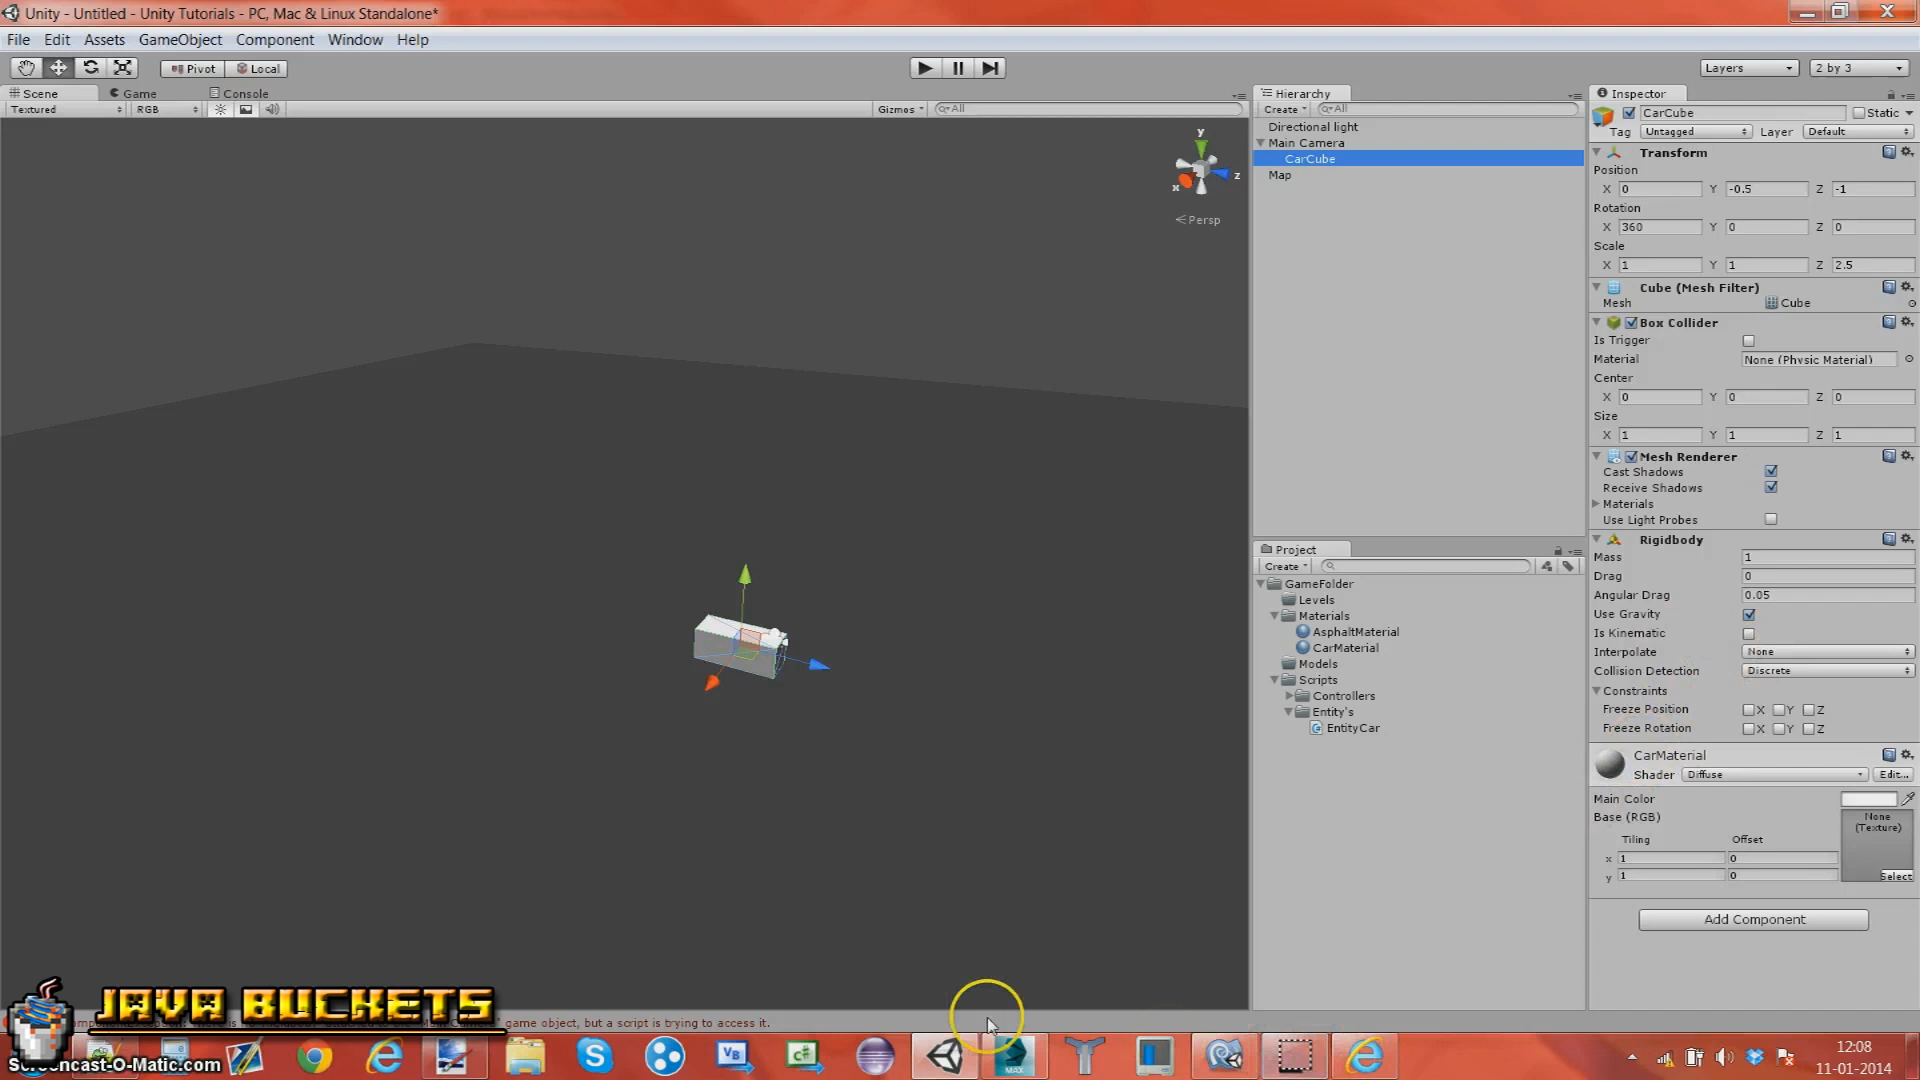 Unity - Untitled - Unity Tutorials - PC, Mac & Linux Standalone*
File Edit Assets GameObject Component Window Help
Pivot Local
Layers 2 by 3
Scene Game Console
Textured RGB Gizmos All
y
x
z
Persp
Hierarchy
Create All
Directional light
Main Camera
CarCube
Map
Project
Create
GameFolder
Levels
Materials
AsphaltMaterial
CarMaterial
Models
Scripts
Controllers
Entity's
EntityCar
Inspector
CarCube Static
Tag Untagged Layer Default
Transform
Position
X 0 Y -0.5 Z -1
Rotation
X 360 Y 0 Z 0
Scale
X 1 Y 1 Z 2.5
Cube (Mesh Filter)
Mesh Cube
Box Collider
Is Trigger
Material None (Physic Material)
Center
X 0 Y 0 Z 0
Size
X 1 Y 1 Z 1
Mesh Renderer
Cast Shadows
Receive Shadows
Materials
Use Light Probes
Rigidbody
Mass 1
Drag 0
Angular Drag 0.05
Use Gravity
Is Kinematic
Interpolate None
Collision Detection Discrete
Constraints
Freeze Position X Y Z
Freeze Rotation X Y Z
CarMaterial
Shader Diffuse Edit...
Main Color
Base (RGB)
None
(Texture)
Tiling Offset
x 1 0
y 1 0
Select
Add Component
JAVA BUCKETS
game object, but a script is trying to access it.
Screencast-O-Matic.com
VB
C#
MAX
12:08
11-01-2014